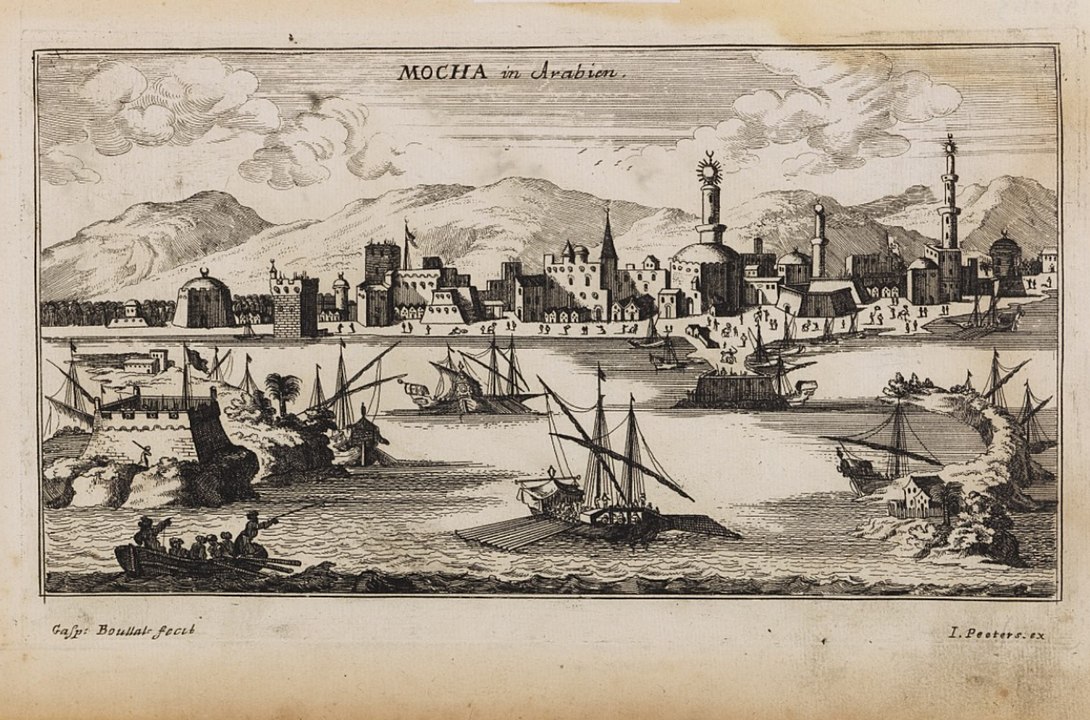 MOCHA in Arabien.
Gasp: Bouttats fecit
I. Peeters. ex